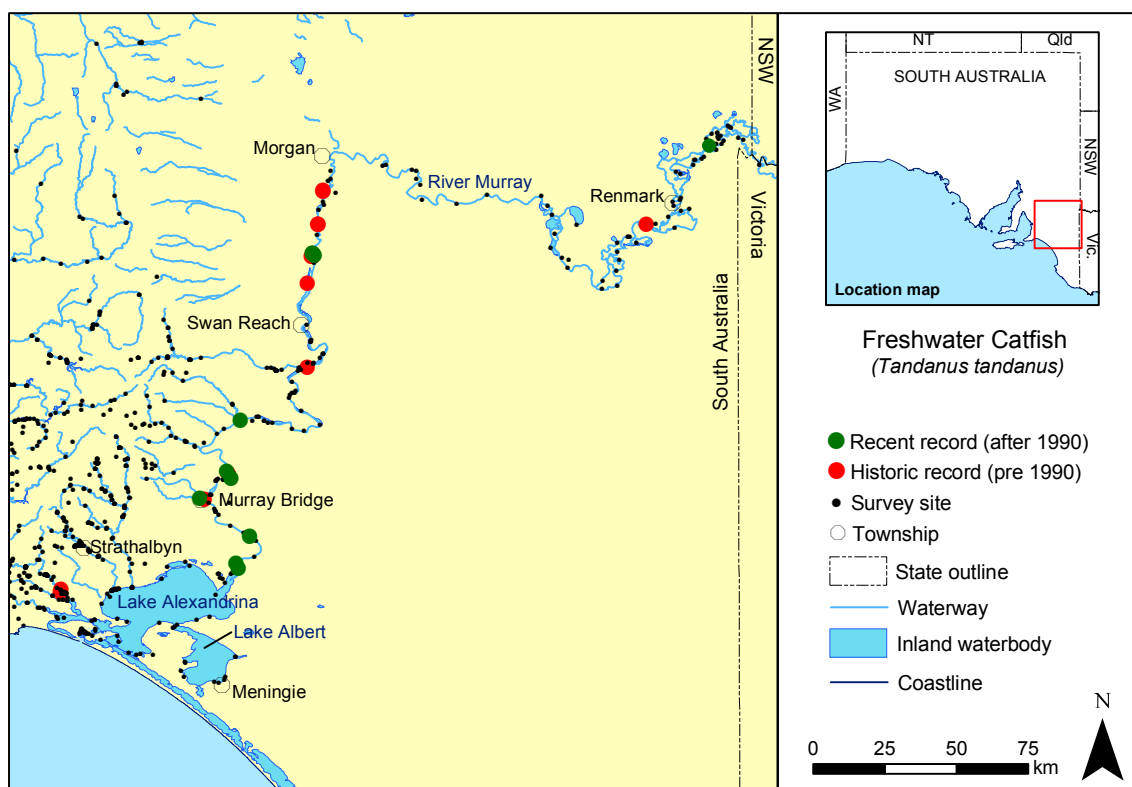 NSW
Morgan
River Murray
Renmark
Victoria
Swan Reach
South Australia
Murray Bridge
Strathalbyn
Lake Alexandrina
Lake Albert
Meningie
NT
Qld
SOUTH AUSTRALIA
WA
NSW
Vic.
Location map
Freshwater Catfish
(Tandanus tandanus)
Recent record (after 1990)
Historic record (pre 1990)
Survey site
Township
State outline
Waterway
Inland waterbody
Coastline
N
0 25 50 75
km